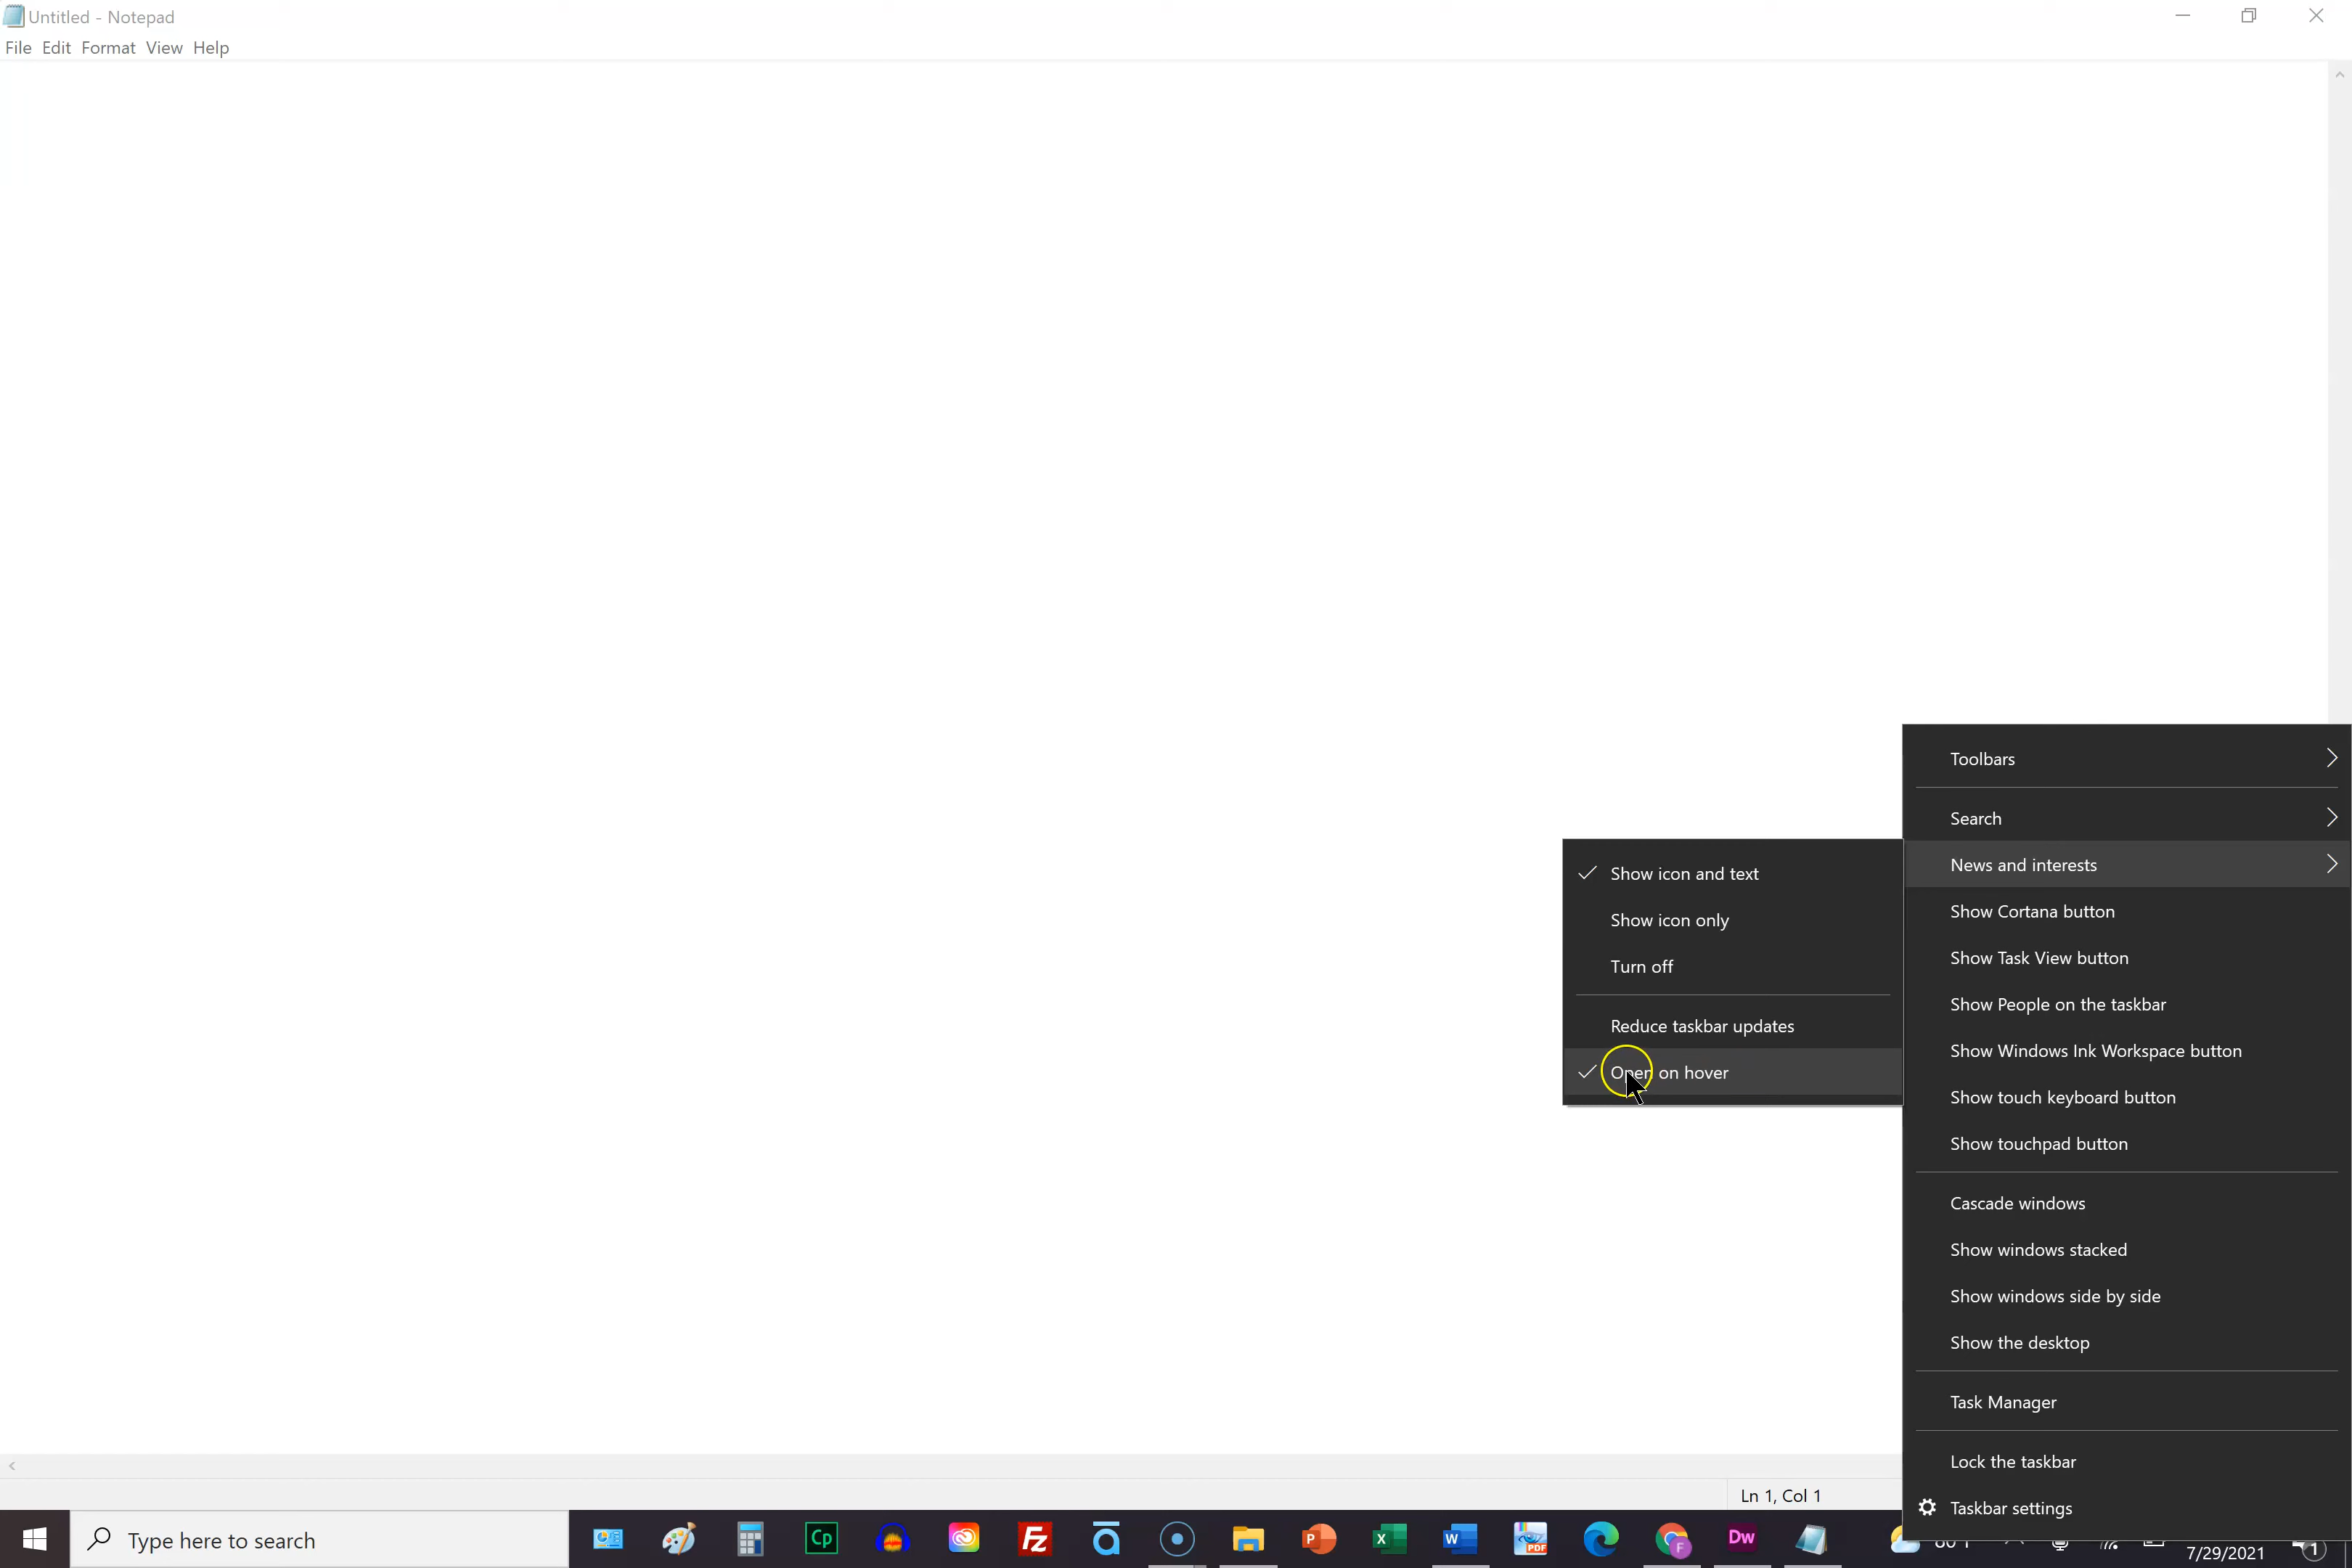 Untitled - Notepad
File Edit Format View Help
Toolbars
Search
News and interests
Show Cortana button
Show Task View button
Show People on the taskbar
Show Windows Ink Workspace button
Show touch keyboard button
Show touchpad button
Cascade windows
Show windows stacked
Show windows side by side
Show the desktop
Task Manager
Lock the taskbar
Taskbar settings
Show icon and text
Show icon only
Turn off
Reduce taskbar updates
Open on hover
Ln 1, Col 1
Type here to search
Cp
Fz
P
X
W
PDF
F
Dw
7/29/2021
1